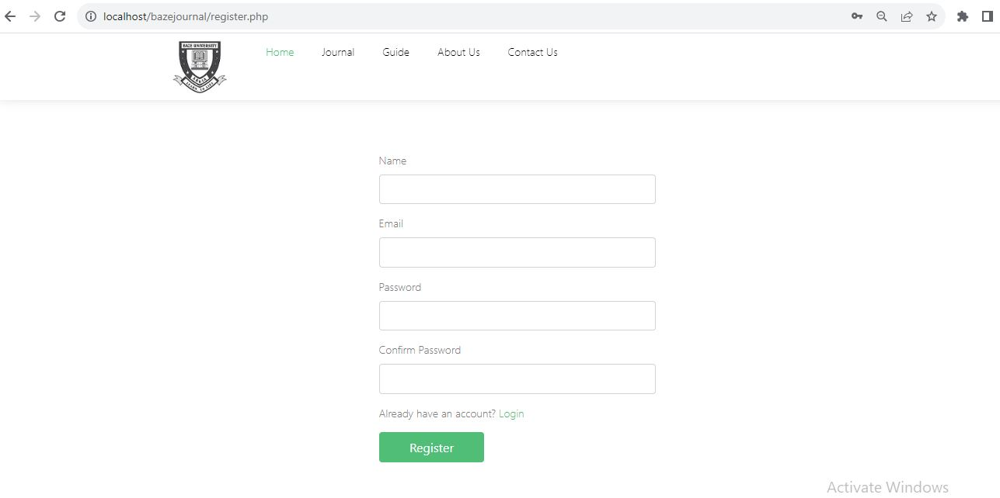 localhost/bazejournal/register.php
BAZE UNIVERSITY
ABUJA
Home Journal Guide About Us Contact Us
Name
Email
Password
Confirm Password
Already have an account? Login
Register
Activate Windows